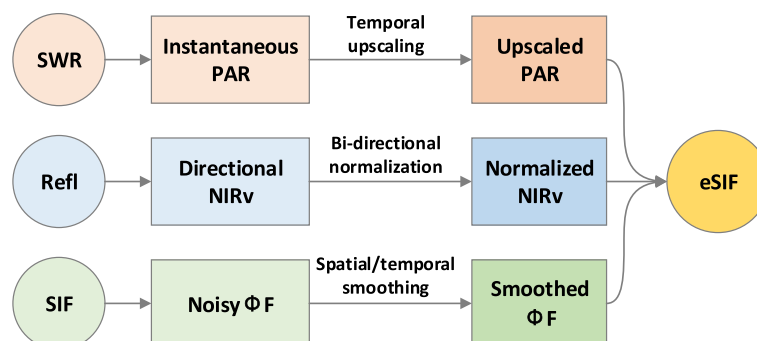 SWR
Instantaneous
PAR
Temporal
upscaling
Upscaled
PAR
Refl
Directional
NIRv
Bi-directional
normalization
Normalized
NIRv
eSIF
SIF
Noisy ΦF
Spatial/temporal
smoothing
Smoothed
ΦF